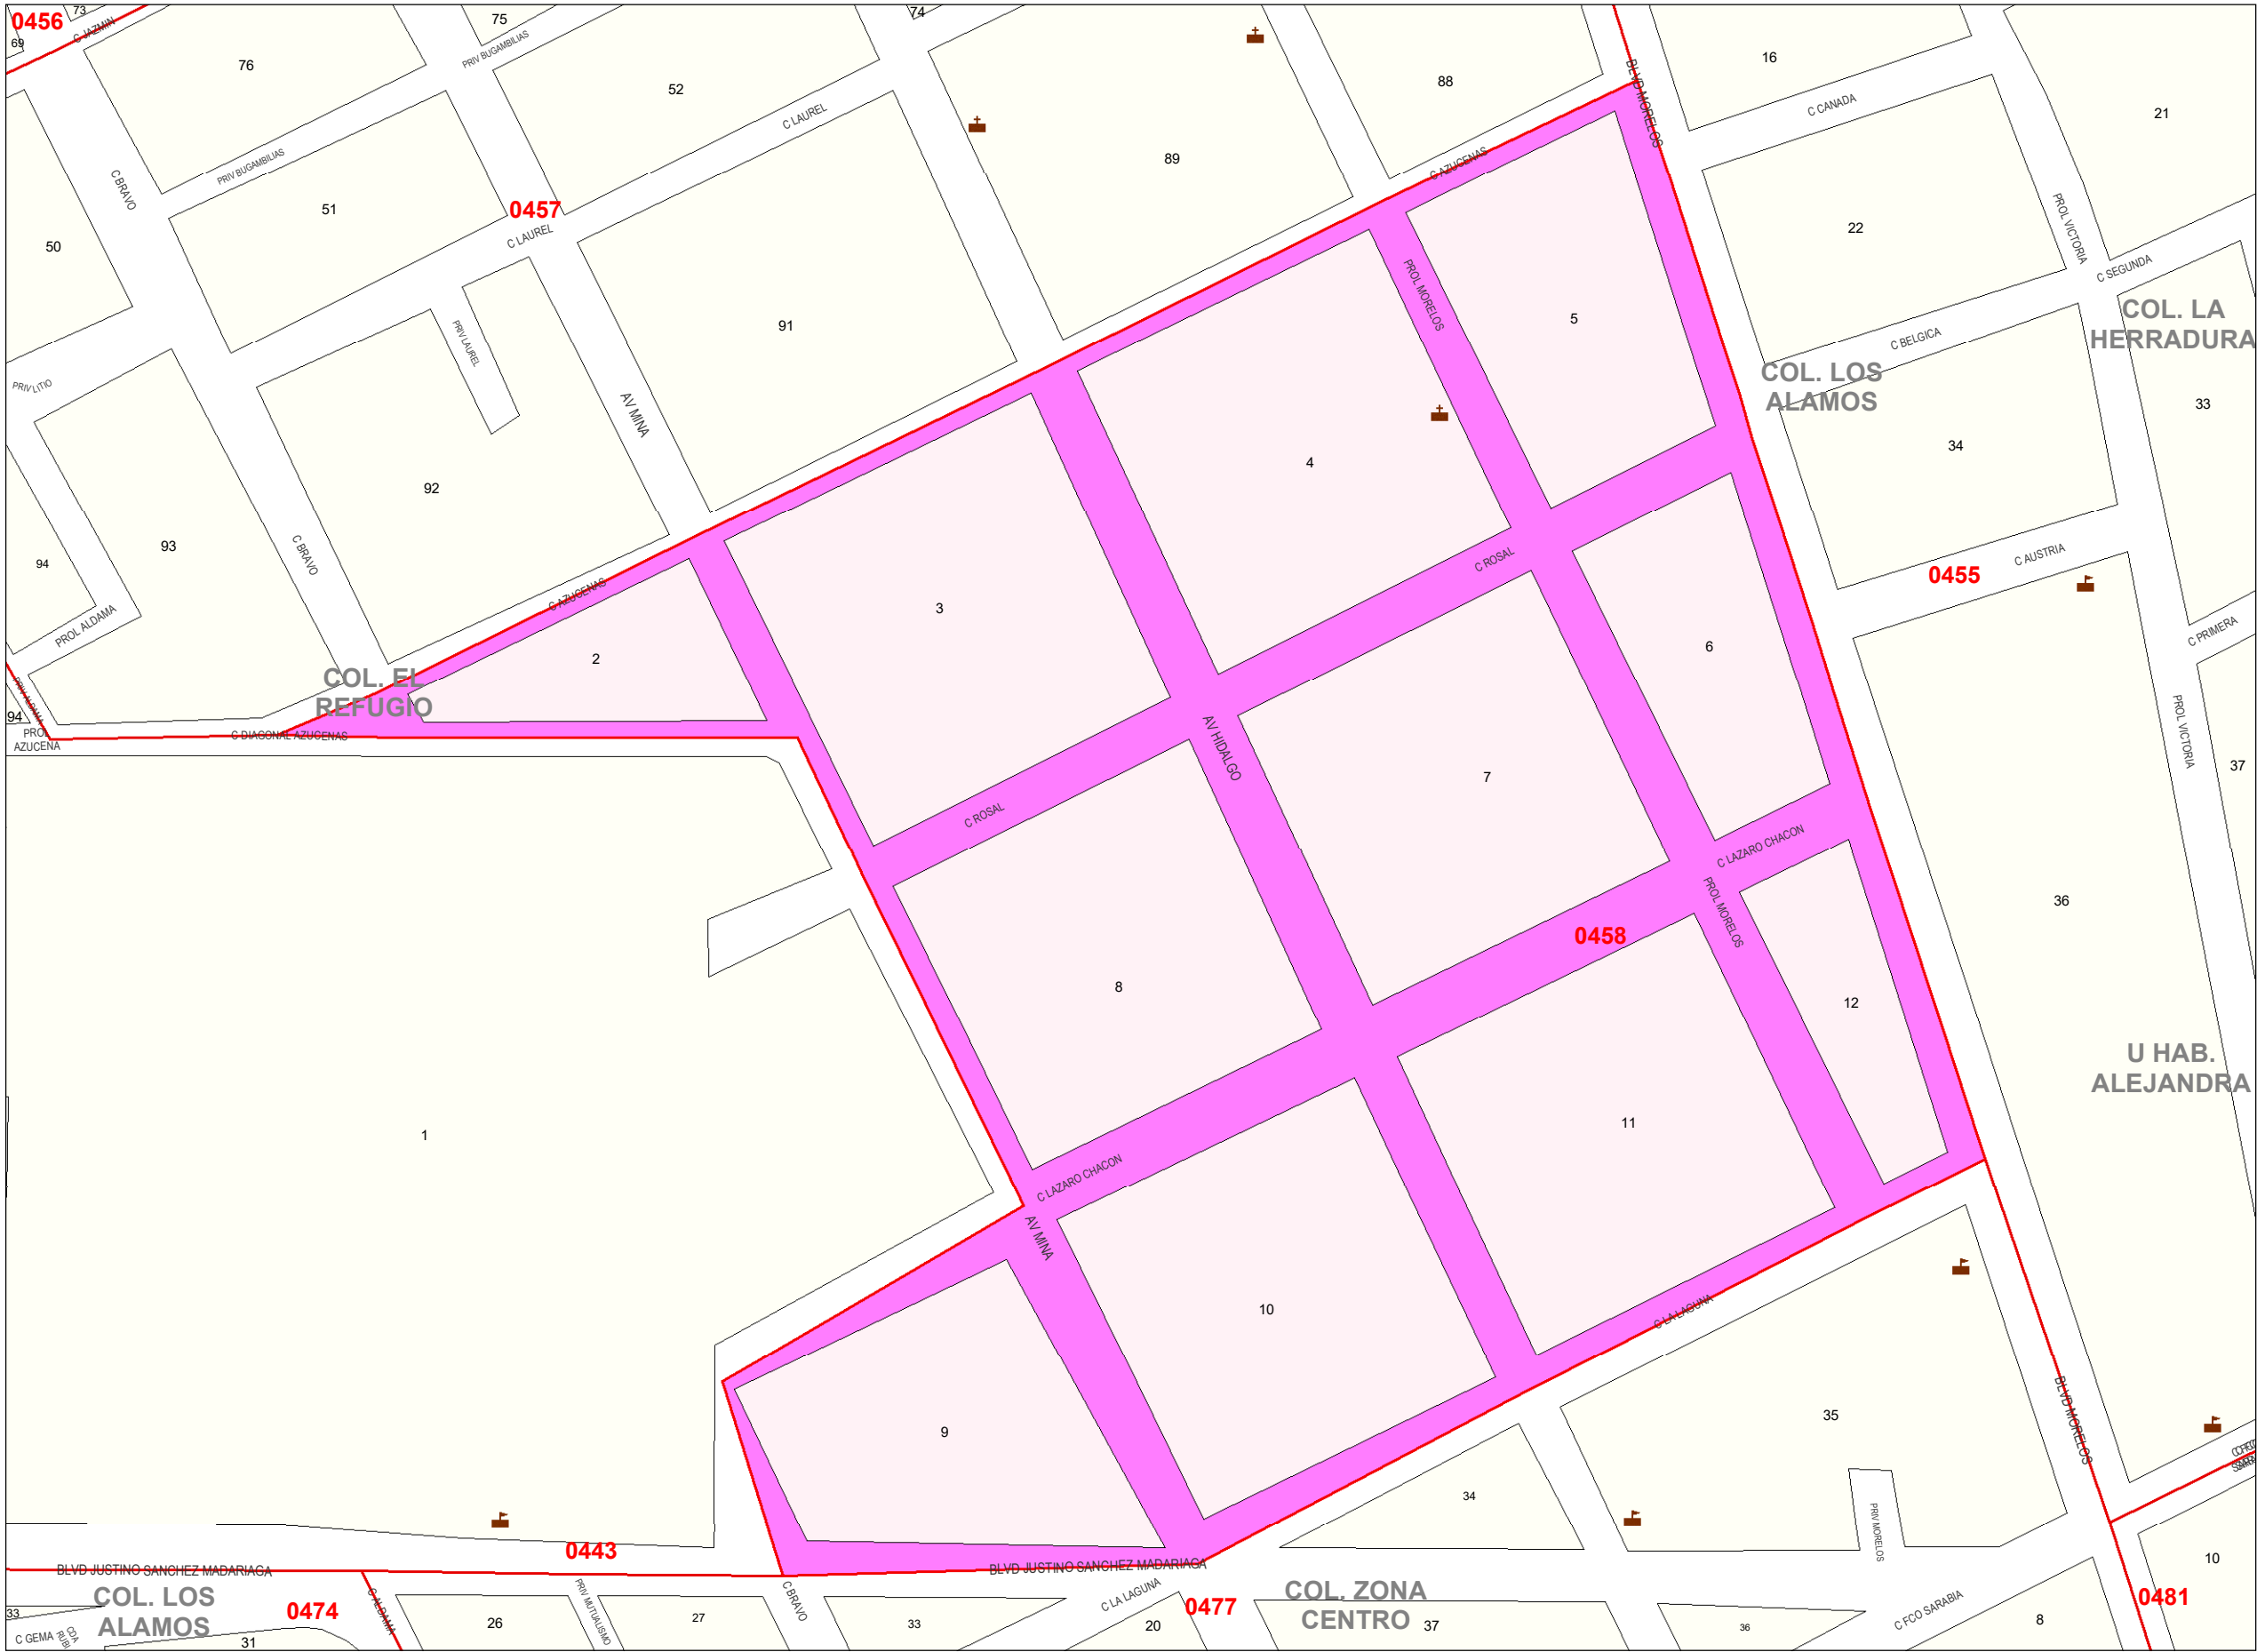 0456
73
75
74
C JAZMIN
69
76
PRIV BUGAMBILIAS
52
88
16
BLVD MORELOS
C CANADA
21
C LAUREL
89
C AZUCENAS
PRIV BUGAMBILIAS
C BRAVO
51
0457
50
C LAUREL
22
PROL VICTORIA
C SEGUNDA
PROL MORELOS
5
COL. LA
HERRADURA
91
PRIV LAUREL
C BELGICA
PRIV LITIO
COL. LOS
ALAMOS
AV MINA
33
34
4
92
93
C BRAVO
94
C ROSAL
C AUSTRIA
0455
C AZUCENAS
3
PROL ALDAMA
C PRIMERA
2
6
COL. EL
REFUGIO
PRIV ALDAMA
94
PROL
AZUCENA
C DIAGONAL AZUCENAS
AV HIDALGO
PROL VICTORIA
37
7
C ROSAL
C LAZARO CHACON
PROL MORELOS
36
0458
8
12
U HAB.
ALEJANDRA
1
11
C LAZARO CHACON
AV MINA
10
C LA LAGUNA
9
35
BLVD MORELOS
34
PRIV MORELOS
0443
BLVD JUSTINO SANCHEZ MADARIAGA
BLVD JUSTINO SANCHEZ MADARIAGA
10
COL. LOS
ALAMOS
C ALDAMA
PRIV MUTUALISMO
C BRAVO
C LA LAGUNA
COL. ZONA
CENTRO
C FCO SARABIA
0481
33
0474
26
27
33
20
0477
37
36
8
C GEMA
CDA
RUBI
31